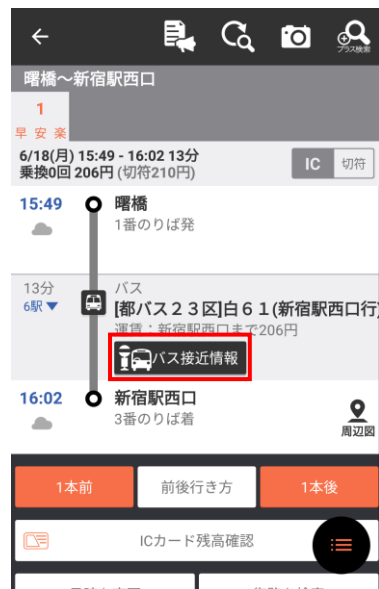 プラス検索
曙橋～新宿駅西口
1
早 安 楽
6/18(月) 15:49 - 16:02 13分
乗換0回 206円 (切符210円)
IC 切符
15:49 曙橋
1番のりば発
13分 バス
6駅▼ [都バス２３区]白６１(新宿駅西口行)
運賃：新宿駅西口まで206円
バス接近情報
16:02 新宿駅西口
3番のりば着
周辺図
1本前 前後行き方 1本後
ICカード残高確認